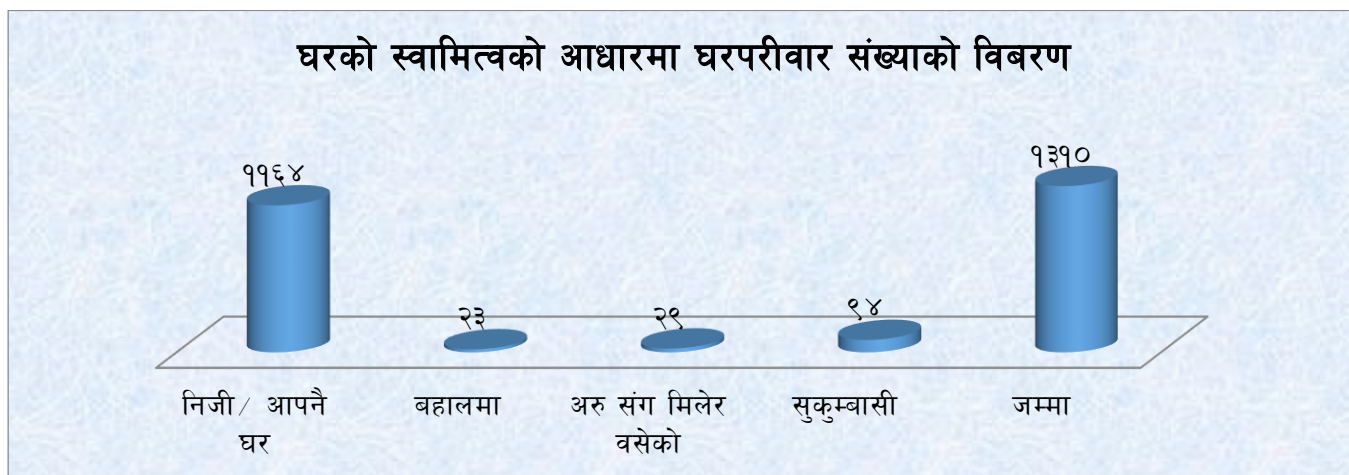 घरको स्वामित्वको आधारमा घरपरीवार संख्याको विबरण
११६४
२३
२९
९४
१३१०
निजी/ आपनै
घर
बहालमा
अरु संग मिलेर
वसेको
सुकुम्बासी
जम्मा